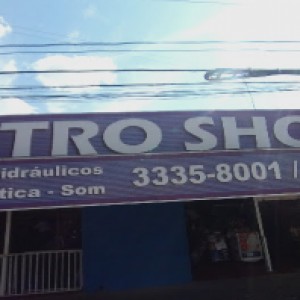 TRO SHO
idráulicos
tica - Som 3335-8001 /